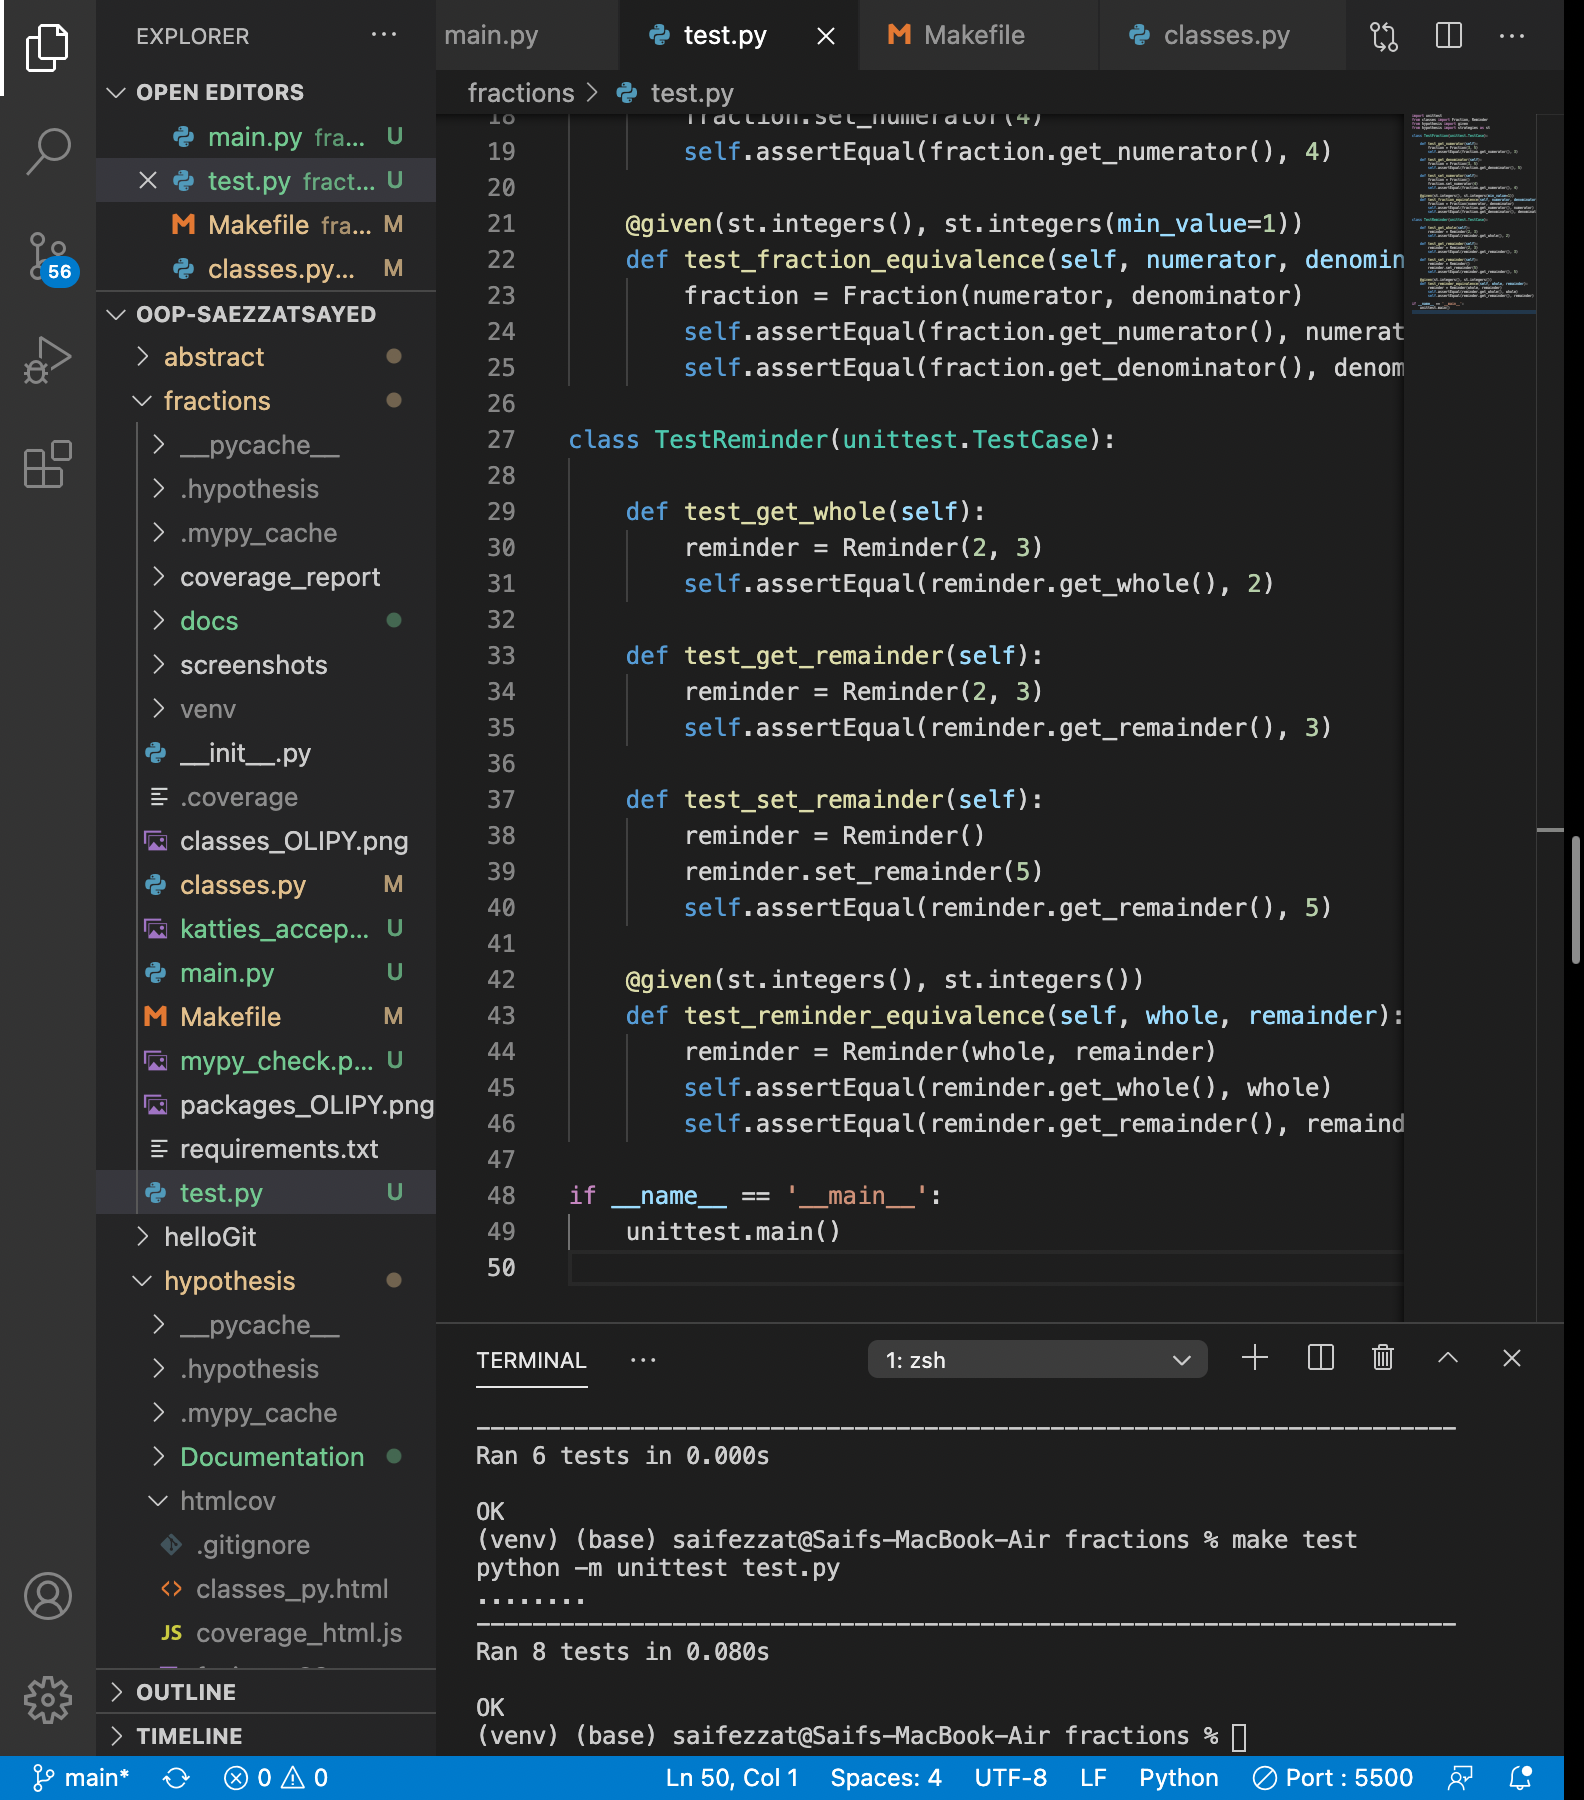 EXPLORER
OPEN EDITORS
main.py fra... U
test.py fract... U
Makefile fra... M
classes.py... M
56
OOP-SAEZZATSAYED
abstract
fractions
__pycache__
.hypothesis
.mypy_cache
coverage_report
docs
screenshots
venv
__init__.py
.coverage
classes_OLIPY.png
classes.py M
katties_accep... U
main.py U
Makefile M
mypy_check.p... U
packages_OLIPY.png
requirements.txt
test.py U
helloGit
hypothesis
__pycache__
.hypothesis
.mypy_cache
Documentation
htmlcov
.gitignore
classes_py.html
JS coverage_html.js
OUTLINE
TIMELINE
main.py
test.py
Makefile
classes.py
fractions > test.py
18 fraction.set_numerator(4)
19 self.assertEqual(fraction.get_numerator(), 4)
20
21 @given(st.integers(), st.integers(min_value=1))
22 def test_fraction_equivalence(self, numerator, denomin
23 fraction = Fraction(numerator, denominator)
24 self.assertEqual(fraction.get_numerator(), numerat
25 self.assertEqual(fraction.get_denominator(), denom
26
27 class TestReminder(unittest.TestCase):
28
29 def test_get_whole(self):
30 reminder = Reminder(2, 3)
31 self.assertEqual(reminder.get_whole(), 2)
32
33 def test_get_remainder(self):
34 reminder = Reminder(2, 3)
35 self.assertEqual(reminder.get_remainder(), 3)
36
37 def test_set_remainder(self):
38 reminder = Reminder()
39 reminder.set_remainder(5)
40 self.assertEqual(reminder.get_remainder(), 5)
41
42 @given(st.integers(), st.integers())
43 def test_reminder_equivalence(self, whole, remainder):
44 reminder = Reminder(whole, remainder)
45 self.assertEqual(reminder.get_whole(), whole)
46 self.assertEqual(reminder.get_remainder(), remaind
47
48 if __name__ == '__main__':
49 unittest.main()
50
TERMINAL
1: zsh
----------------------------------------------------------------------
Ran 6 tests in 0.000s
OK
(venv) (base) saifezzat@Saifs-MacBook-Air fractions % make test
python -m unittest test.py
........
----------------------------------------------------------------------
Ran 8 tests in 0.080s
OK
(venv) (base) saifezzat@Saifs-MacBook-Air fractions %
main* 0 0 Ln 50, Col 1 Spaces: 4 UTF-8 LF Python Port : 5500